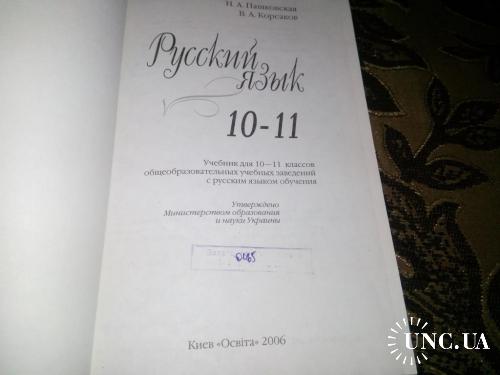 Н. А. Пашковская
В. А. Корсаков
Русский
язык
10-11
Учебник для 10—11 классов
общеобразовательных учебных заведений
с русским языком обучения
Утверждено
Министерством образования
и науки Украины
0465
Киев «Освіта» 2006
UNC.UA